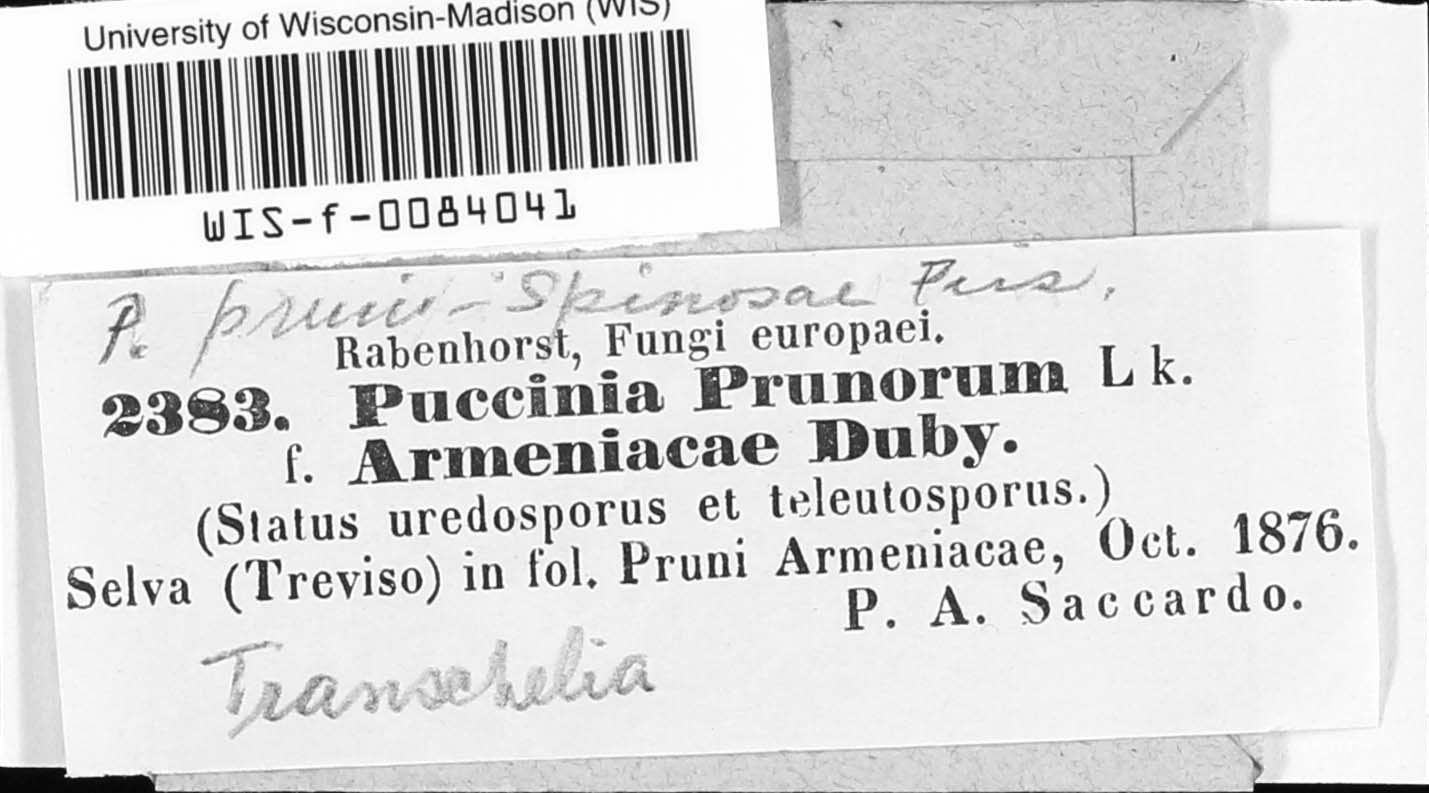 University of Wisconsin-Madison (WIS)
WIS-f-0084041
P. pruni-Spinosae Pers.
Rabenhorst, Fungi europaei.
2383. Puccinia Prunorum Lk.
f. Armeniacae Duby.
(Status uredosporus et teleutosporus.)
Selva (Treviso) in fol. Pruni Armeniacae, Oct. 1876.
P. A. Saccardo.
Transchelia